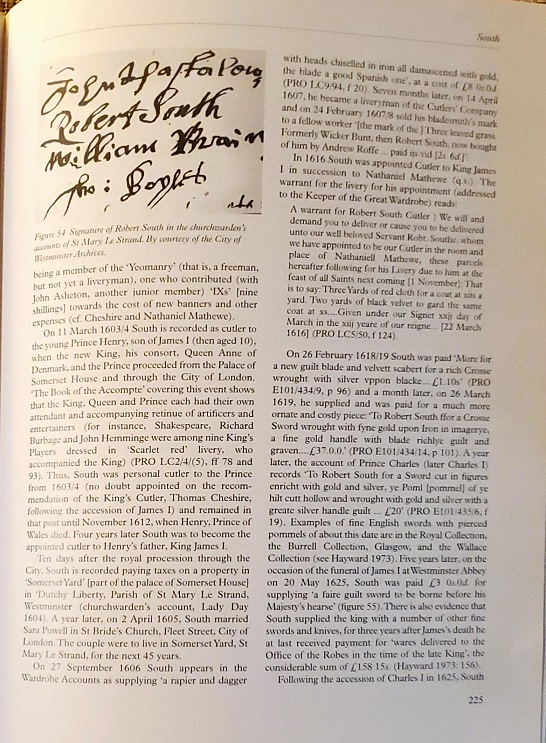 South
Robert South
Figure 54 Signature of Robert South in the churchwarden's
accounts of St Mary Le Strand. By courtesy of the City of
Westminster Archives.
being a member of the 'Yeomanry' (that is, a freeman,
but not yet a liveryman), one who contributed (with
John Asheton, another junior member) 'IXs' [nine
shillings] towards the cost of new banners and other
expenses (cf. Cheshire and Nathaniel Mathew).
On 11 March 1603/4 South is recorded as cutler to
the young Prince Henry, son of James I (then aged 10),
when the new King, his consort, Queen Anne of
Denmark, and the Prince proceeded from the Palace of
Somerset House and through the City of London.
'The Book of the Accompte' covering this event shows
that the King, Queen and Prince each had their own
attendant and accompanying retinue of artificers and
entertainers (for instance, Shakespeare, Richard
Burbage and John Hemminge were among nine King's
Players dressed in 'Scarlet red' livery, who
accompanied the King) (PRO LC2/4/(5), ff 78 and
93). Thus, South was personal cutler to the Prince
from 1603/4 (no doubt appointed on the recom-
mendation of the King's Cutler, Thomas Cheshire,
following the accession of James I) and remained in
that post until November 1612, when Henry, Prince of
Wales died. Four years later South was to become the
appointed cutler to Henry's father, King James I.
Ten days after the royal procession through the
City, South is recorded paying taxes on a property in
'Somerset Yard' [part of the palace of Somerset House]
in 'Dutchy Liberty, Parish of St Mary Le Strand,
Westminster (churchwarden's account, Lady Day
1604). A year later, on 2 April 1605, South married
Sara Powell in St Bride's Church, Fleet Street, City of
London. The couple were to live in Somerset Yard, St
Mary Le Strand, for the next 45 years.
On 27 September 1606 South appears in the
Wardrobe Accounts as supplying 'a rapier and dagger
with heads chiselled in iron all damascened with gold,
the blade a good Spanish one', at a cost of £8 0s.0d
(PRO LC9/94, f 20). Seven months later, on 14 April
1607, he became a liveryman of the Cutlers' Company
and on 24 February 1607/8 sold his bladesmith's mark
to a fellow worker '[the mark of the] Three leaved grass.
Formerly Wicker Bunt, then Robert South, now bought
of him by Andrew Roffe ... paid ijs vid [2s. 6d.]'.
In 1616 South was appointed Cutler to King James
I in succession to Nathaniel Mathewe (q.v.). The
warrant for the livery for his appointment (addressed
to the Keeper of the Great Wardrobe) reads:
A warrant for Robert South Cutler } We will and
demand you to deliver or cause you to be delivered
unto our well beloved Servant Robt. Southe, whom
we have appointed to be our Cutler in the room and
place of Nathaniell Mathewe, these parcels
hereafter following for his Livery due to him at the
feast of all Saints next coming [1 November]: That
is to say: Three Yards of red cloth for a coat at xiis a
yard. Two yards of black velvet to gard the same
coat at xs....Given under our Signet xxij day of
March in the xiij yeare of our reigne... [22 March
1616] (PRO LC5/50, f 124).
On 26 February 1618/19 South was paid 'More for
a new guilt blade and velvett scabert for a rich Crosse
wrought with silver vppon blacke....£1.10s' (PRO
E101/434/9, p 96) and a month later, on 26 March
1619, he supplied and was paid for a much more
ornate and costly piece: 'To Robert South ffor a Crosse
Sword wrought with fyne gold upon Iron in imagerye,
a fine gold handle with blade richlye guilt and
graven....£37.0.0.' (PRO E101/434/14, p 101). A year
later, the account of Prince Charles (later Charles I)
records 'To Robert South for a Sword cut in figures
enricht with gold and silver, ye Poml [pommel] of ye
hilt cutt hollow and wrought with gold and silver with a
greate silver handle guilt ... £20' (PRO E101/435/6, f
19). Examples of fine English swords with pierced
pommels of about this date are in the Royal Collection,
the Burrell Collection, Glasgow, and the Wallace
Collection (see Hayward 1973). Five years later, on the
occasion of the funeral of James I at Westminster Abbey
on 20 May 1625, South was paid £3 0s.0d. for
supplying 'a faire guilt sword to be borne before his
Majesty's hearse' (figure 55). There is also evidence that
South supplied the king with a number of other fine
swords and knives, for three years after James's death he
at last received payment for 'wares delivered to the
Office of the Robes in the time of the late King', the
considerable sum of £158 15s. (Hayward 1973: 156).
Following the accession of Charles I in 1625, South
225